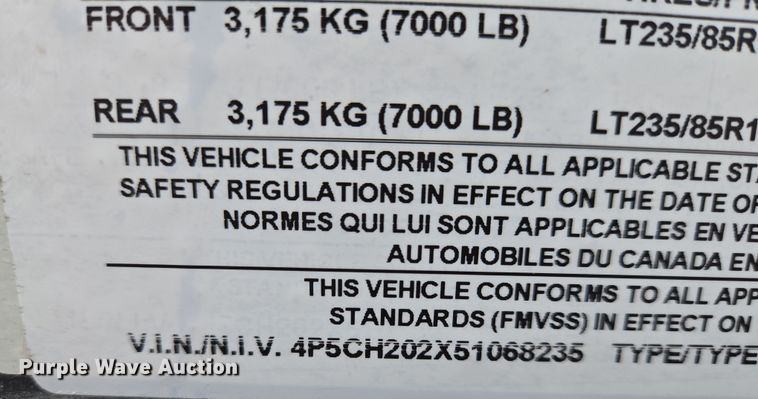 FRONT 3,175 KG (7000 LB) LT235/85R
REAR 3,175 KG (7000 LB) LT235/85R1
THIS VEHICLE CONFORMS TO ALL APPLICABLE STA
SAFETY REGULATIONS IN EFFECT ON THE DATE OF
NORMES QUI LUI SONT APPLICABLES EN VE
AUTOMOBILES DU CANADA EN
THIS VEHICLE CONFORMS TO ALL APP
STANDARDS (FMVSS) IN EFFECT ON
V.I.N./N.I.V. 4P5CH202X51068235 TYPE/TYPE
Purple Wave Auction